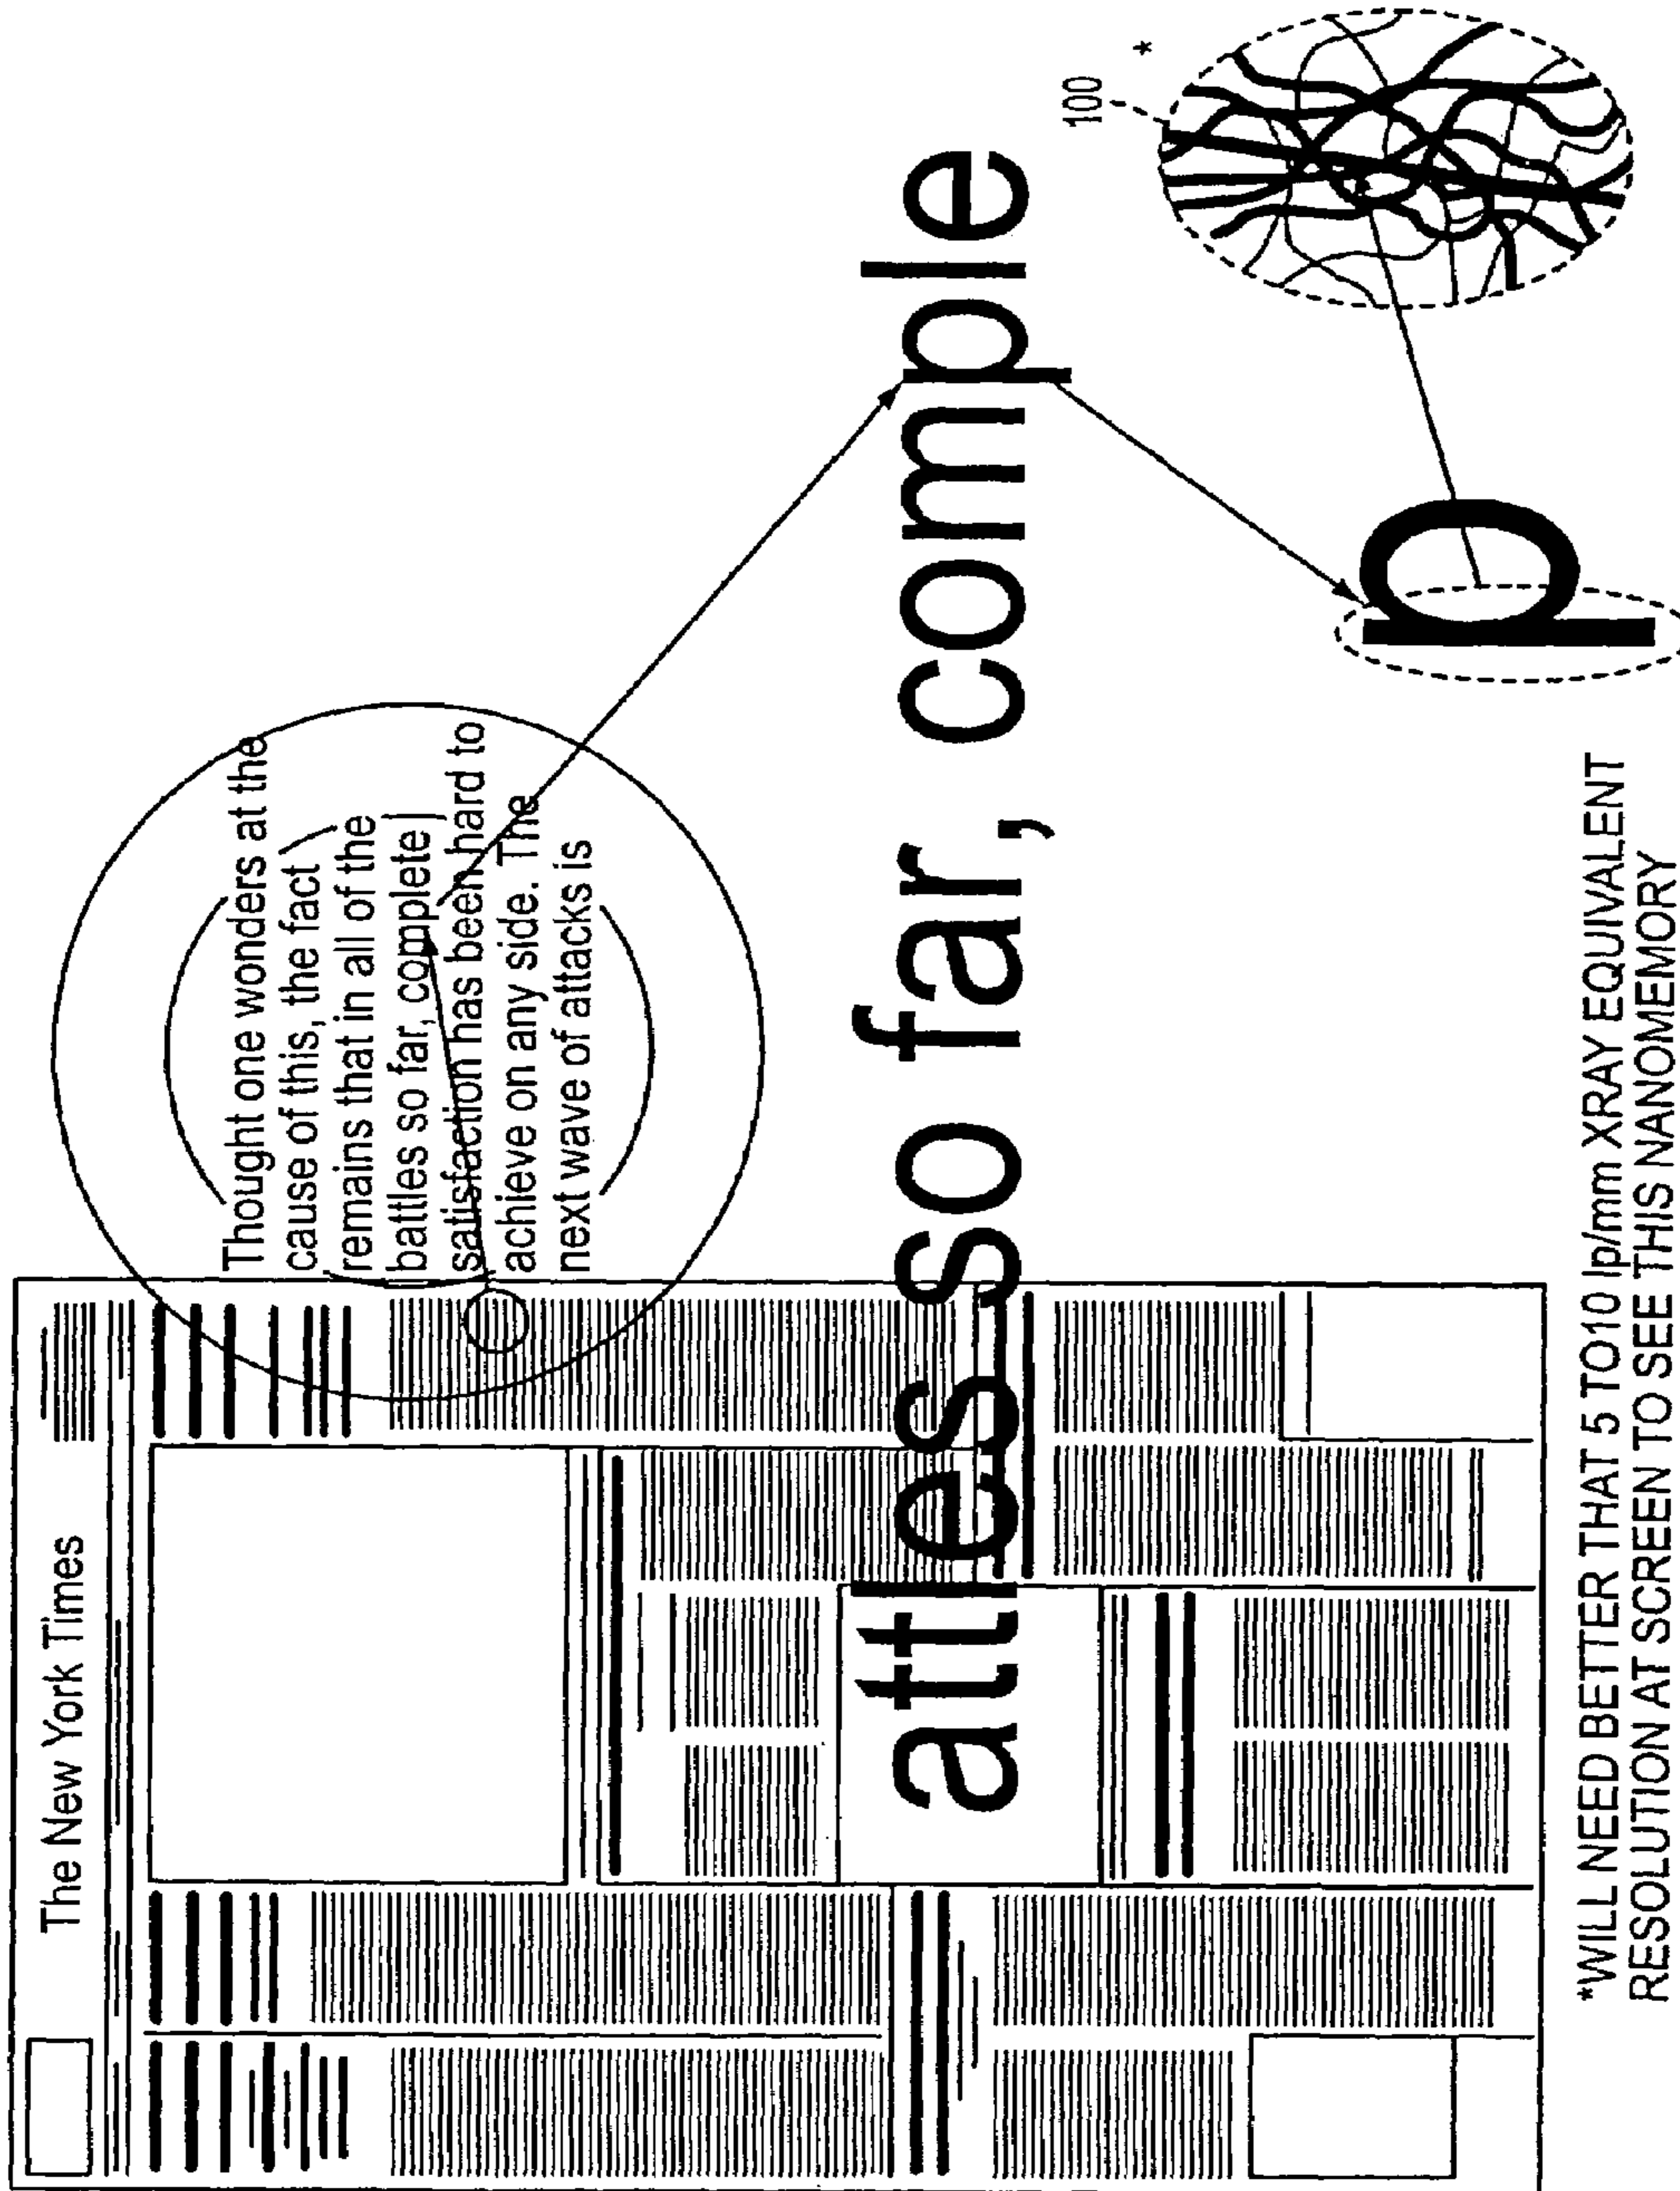 The New York Times
Thought one wonders at the
cause of this, the fact
remains that in all of the
battles so far, complete
satisfaction has been hard to
achieve on any side. The
next wave of attacks is
attles so far, comple
p
100
*
*WILL NEED BETTER THAT 5 TO10 lp/mm XRAY EQUIVALENT
RESOLUTION AT SCREEN TO SEE THIS NANOMEMORY